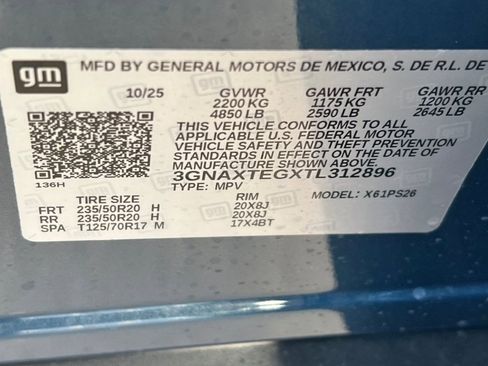 gm
MFD BY GENERAL MOTORS DE MEXICO, S. DE R.L. DE
10/25 GVWR GAWR FRT GAWR RR
2200 KG 1175 KG 1200 KG
4850 LB 2590 LB 2645 LB
THIS VEHICLE CONFORMS TO ALL
APPLICABLE U.S. FEDERAL MOTOR
VEHICLE SAFETY AND THEFT PREVENTION
STANDARDS IN EFFECT ON THE DATE OF
MANUFACTURE SHOWN ABOVE.
3GNAXTEGXTL312896
136H TYPE: MPV MODEL: X61PS26
TIRE SIZE RIM
FRT 235/50R20 H 20X8J
RR 235/50R20 H 20X8J
SPA T125/70R17 M 17X4BT